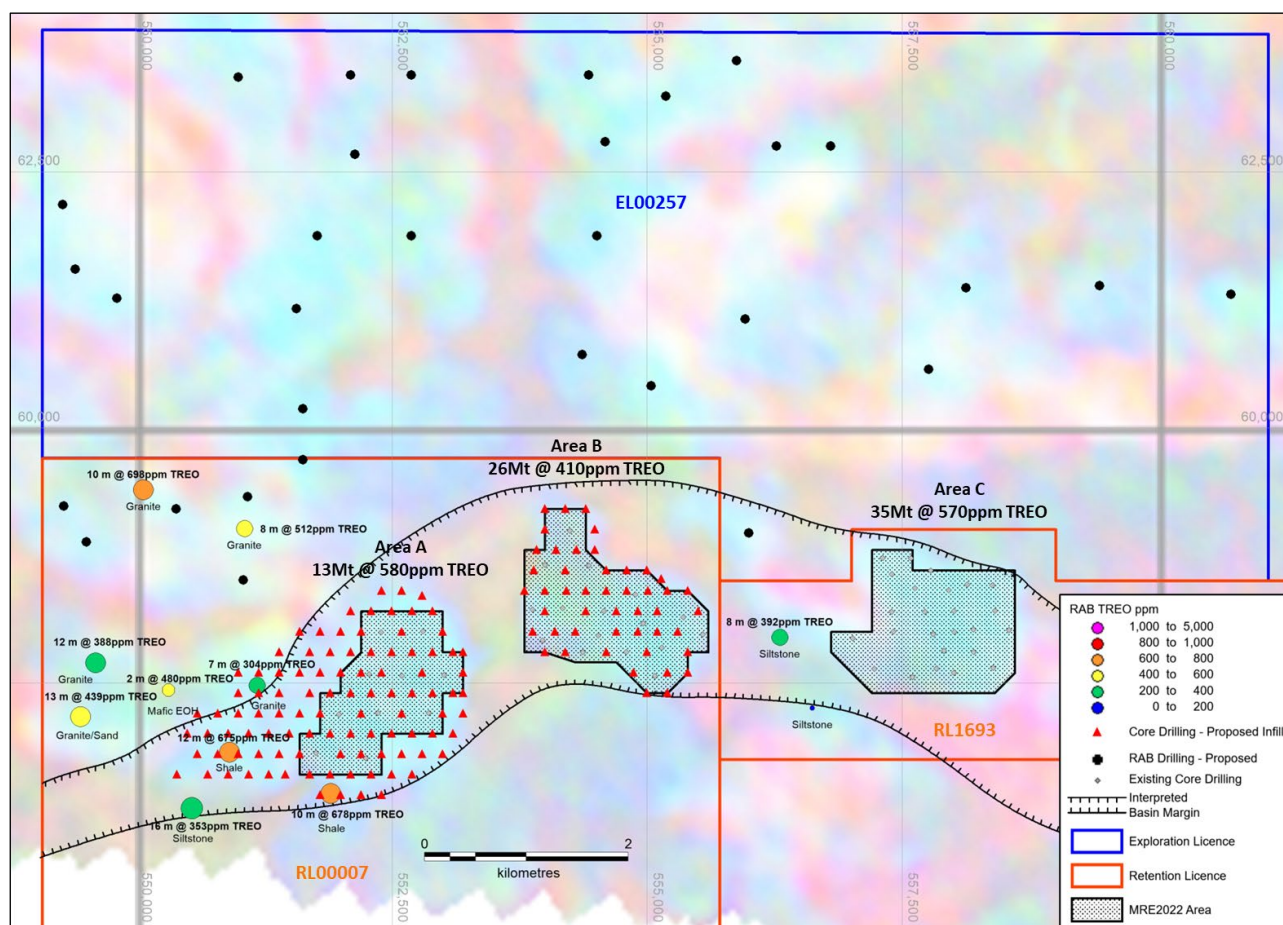 550,000
552,500
555,000
557,500
560,000
62,500
62,500
EL00257
60,000
60,000
Area B
26Mt @ 410ppm TREO
10 m @ 698ppm TREO
Granite
Area C
35Mt @ 570ppm TREO
8 m @ 512ppm TREO
Granite
Area A
13Mt @ 580ppm TREO
8 m @ 392ppm TREO
Siltstone
12 m @ 388ppm TREO
Granite
7 m @ 304ppm TREO
Granite
2 m @ 480ppm TREO
Mafic EOH
13 m @ 439ppm TREO
Granite/Sand
Siltstone
RL1693
12 m @ 675ppm TREO
Shale
16 m @ 353ppm TREO
Siltstone
10 m @ 678ppm TREO
Shale
RL00007
0
2
kilometres
550,000
552,500
555,000
557,500
RAB TREO ppm
1,000 to 5,000
800 to 1,000
600 to 800
400 to 600
200 to 400
0 to 200
Core Drilling - Proposed Infill
RAB Drilling - Proposed
Existing Core Drilling
Interpreted
Basin Margin
Exploration Licence
Retention Licence
MRE2022 Area